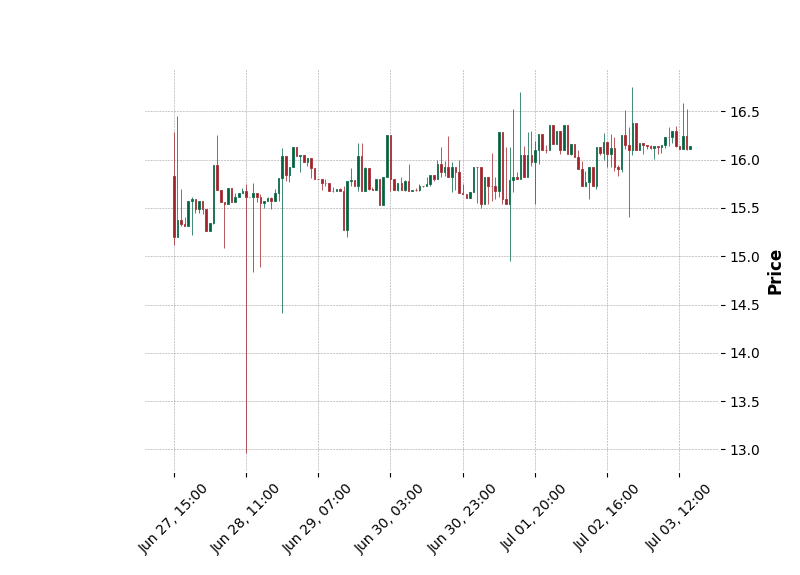 16.5
16.0
15.5
15.0
14.5
14.0
13.5
13.0
Price
Jun 27, 15:00
Jun 28, 11:00
Jun 29, 07:00
Jun 30, 03:00
Jun 30, 23:00
Jul 01, 20:00
Jul 02, 16:00
Jul 03, 12:00